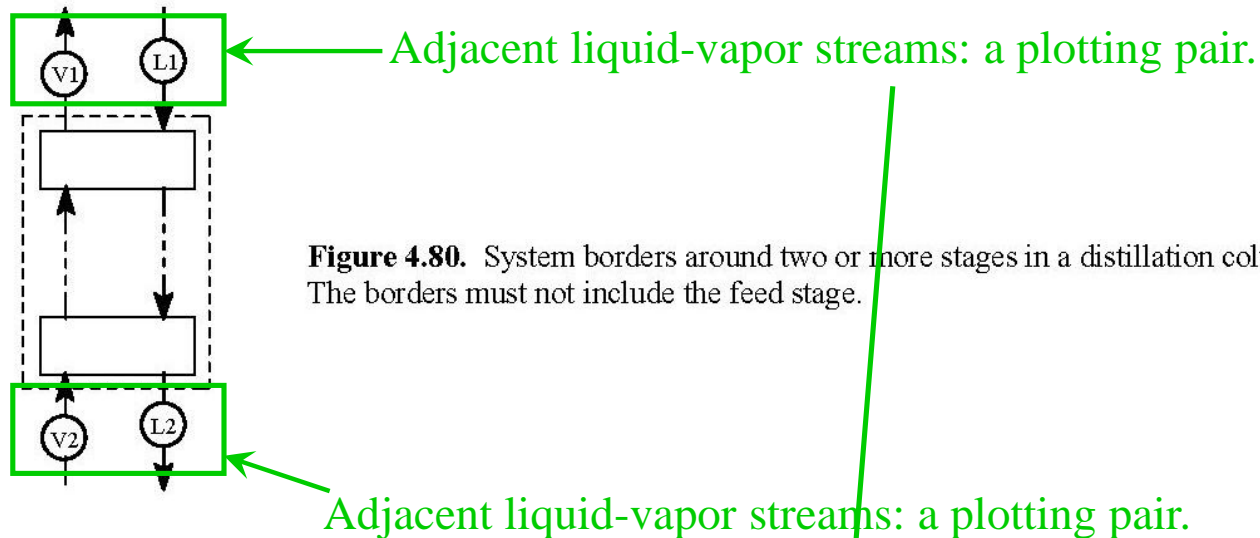 Adjacent liquid-vapor streams: a plotting pair.
V1
L1
Figure 4.80. System borders around two or more stages in a distillation col
The borders must not include the feed stage.
V2
L2
Adjacent liquid-vapor streams: a plotting pair.